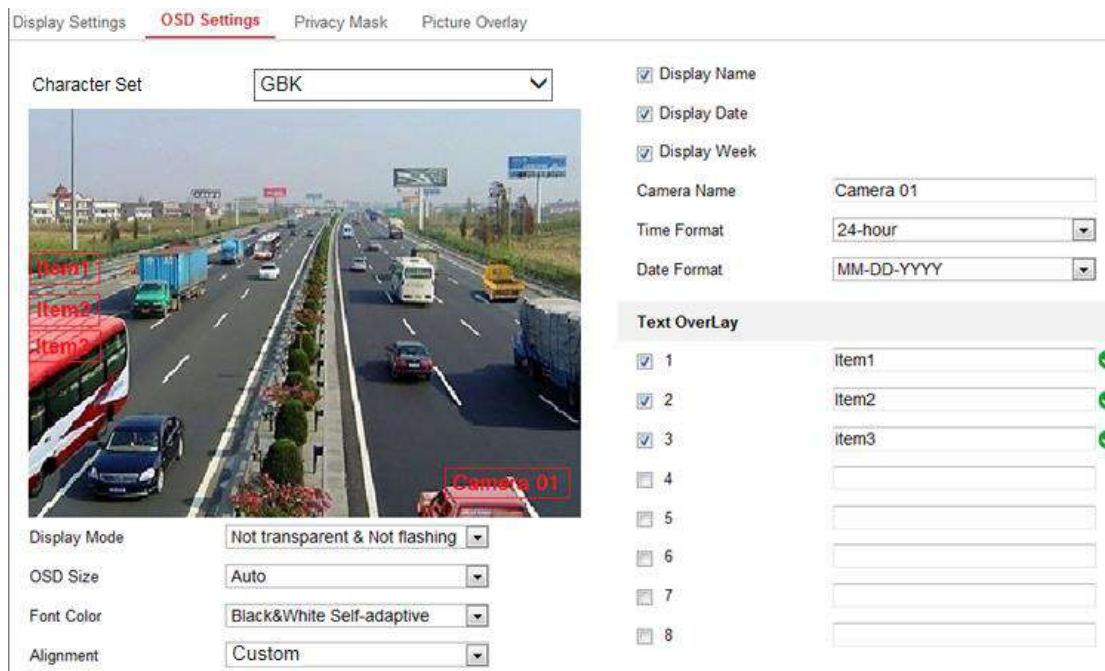 Display Settings OSD Settings Privacy Mask Picture Overlay
Character Set GBK
Item1
Item2
Item3
Camera 01
Display Mode Not transparent & Not flashing
OSD Size Auto
Font Color Black&White Self-adaptive
Alignment Custom
Display Name
Display Date
Display Week
Camera Name Camera 01
Time Format 24-hour
Date Format MM-DD-YYYY
Text OverLay
1 Item1
2 Item2
3 item3
4
5
6
7
8